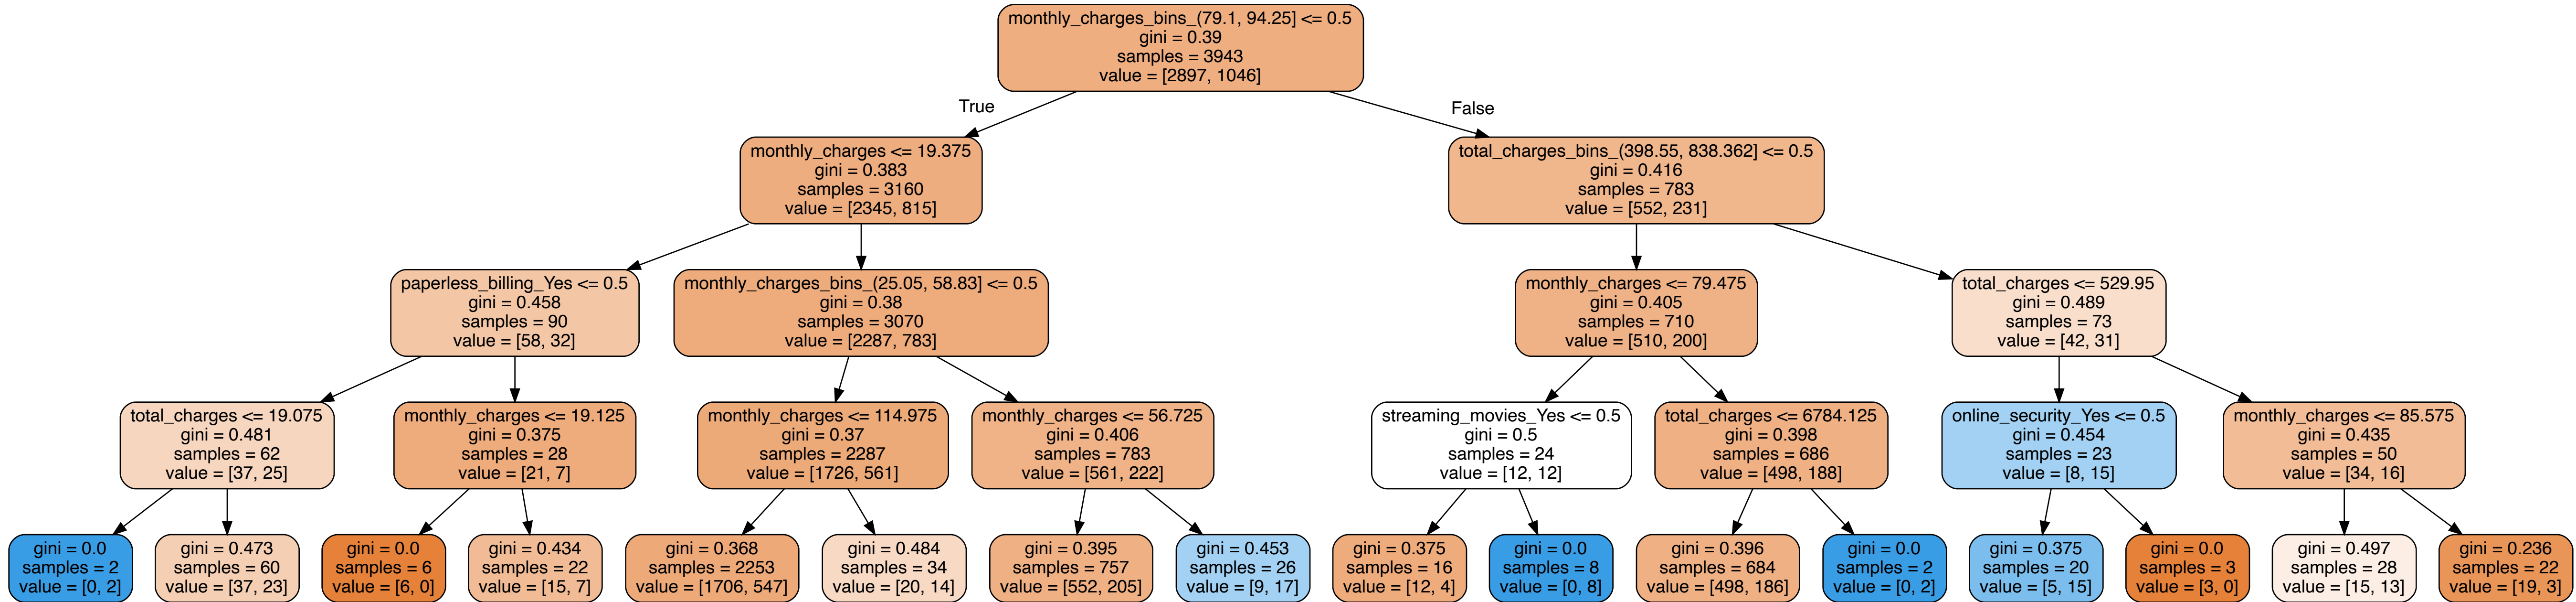 monthly_charges_bins_(79.1, 94.25] <= 0.5
gini = 0.39
samples = 3943
value = [2897, 1046]
True
False
monthly_charges <= 19.375
gini = 0.383
samples = 3160
value = [2345, 815]
total_charges_bins_(398.55, 838.362] <= 0.5
gini = 0.416
samples = 783
value = [552, 231]
paperless_billing_Yes <= 0.5
gini = 0.458
samples = 90
value = [58, 32]
monthly_charges_bins_(25.05, 58.83] <= 0.5
gini = 0.38
samples = 3070
value = [2287, 783]
monthly_charges <= 79.475
gini = 0.405
samples = 710
value = [510, 200]
total_charges <= 529.95
gini = 0.489
samples = 73
value = [42, 31]
total_charges <= 19.075
gini = 0.481
samples = 62
value = [37, 25]
monthly_charges <= 19.125
gini = 0.375
samples = 28
value = [21, 7]
monthly_charges <= 114.975
gini = 0.37
samples = 2287
value = [1726, 561]
monthly_charges <= 56.725
gini = 0.406
samples = 783
value = [561, 222]
streaming_movies_Yes <= 0.5
gini = 0.5
samples = 24
value = [12, 12]
total_charges <= 6784.125
gini = 0.398
samples = 686
value = [498, 188]
online_security_Yes <= 0.5
gini = 0.454
samples = 23
value = [8, 15]
monthly_charges <= 85.575
gini = 0.435
samples = 50
value = [34, 16]
gini = 0.0
samples = 2
value = [0, 2]
gini = 0.473
samples = 60
value = [37, 23]
gini = 0.0
samples = 6
value = [6, 0]
gini = 0.434
samples = 22
value = [15, 7]
gini = 0.368
samples = 2253
value = [1706, 547]
gini = 0.484
samples = 34
value = [20, 14]
gini = 0.395
samples = 757
value = [552, 205]
gini = 0.453
samples = 26
value = [9, 17]
gini = 0.375
samples = 16
value = [12, 4]
gini = 0.0
samples = 8
value = [0, 8]
gini = 0.396
samples = 684
value = [498, 186]
gini = 0.0
samples = 2
value = [0, 2]
gini = 0.375
samples = 20
value = [5, 15]
gini = 0.0
samples = 3
value = [3, 0]
gini = 0.497
samples = 28
value = [15, 13]
gini = 0.236
samples = 22
value = [19, 3]